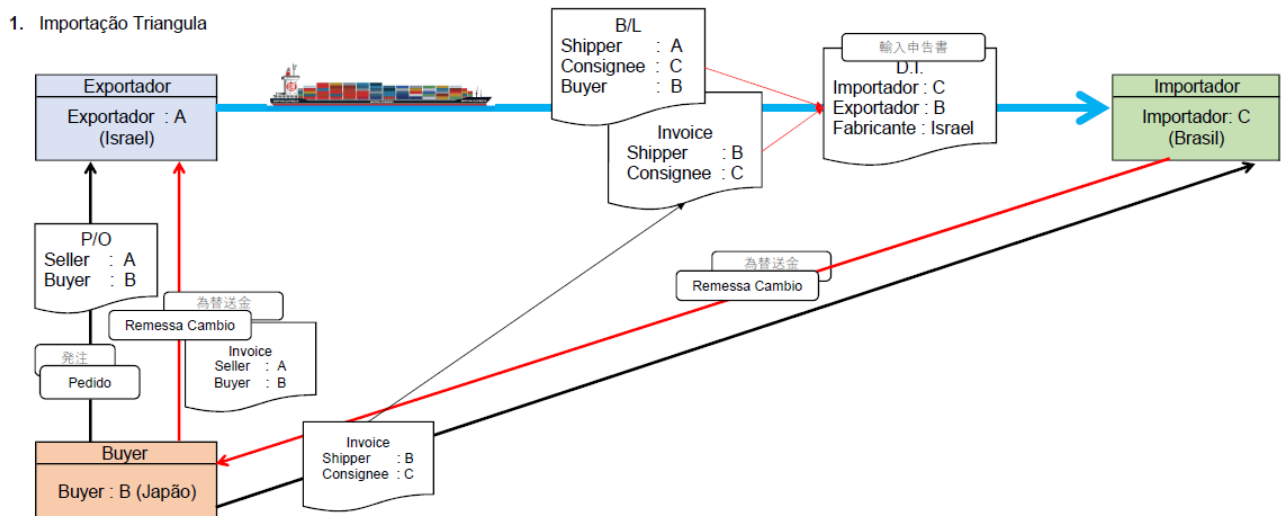 1. Importação Triangula
Exportador
Exportador : A
(Israel)
B/L
Shipper : A
Consignee : C
Buyer : B
Invoice
Shipper : B
Consignee : C
輸入申告書
D.I.
Importador : C
Exportador : B
Fabricante : Israel
Importador
Importador: C
(Brasil)
P/O
Seller : A
Buyer : B
為替送金
Remessa Cambio
Invoice
Seller : A
Buyer : B
発注
Pedido
為替送金
Remessa Cambio
Invoice
Shipper : B
Consignee : C
Buyer
Buyer : B (Japão)